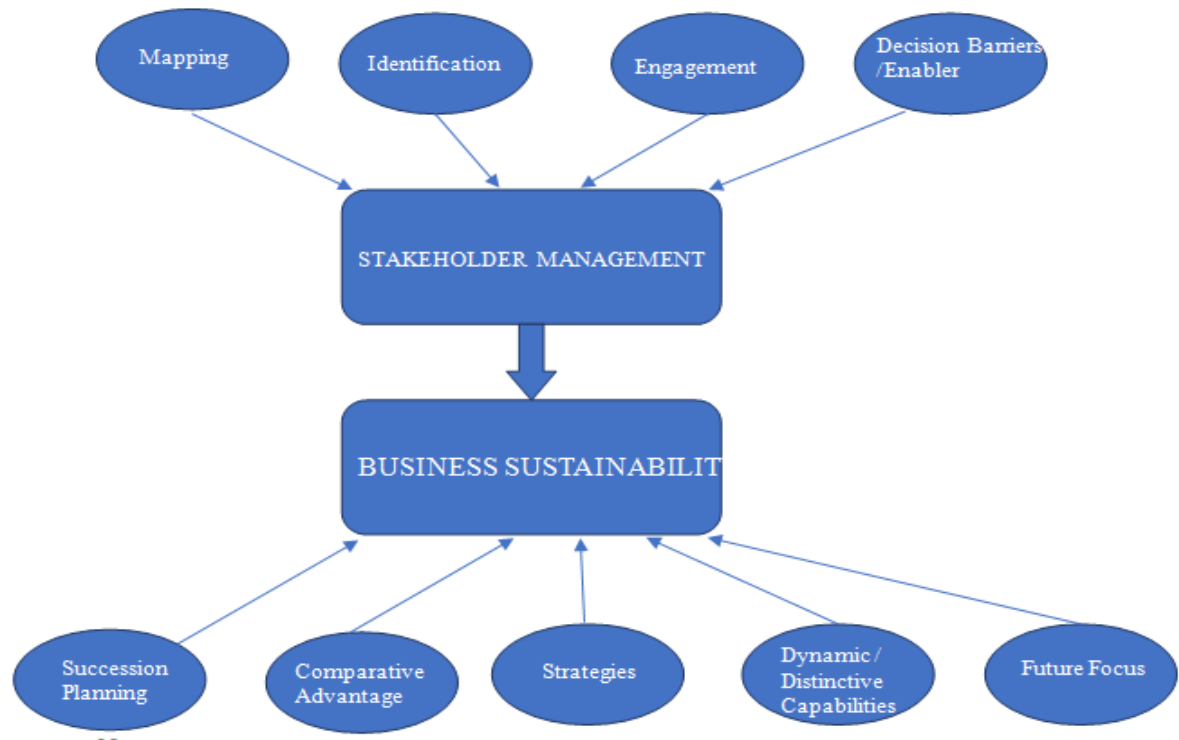 Mapping
Identification
Engagement
Decision Barriers
/Enabler
STAKEHOLDER MANAGEMENT
BUSINESS SUSTAINABILIT
Succession
Planning
Comparative
Advantage
Strategies
Dynamic /
Distinctive
Capabilities
Future Focus